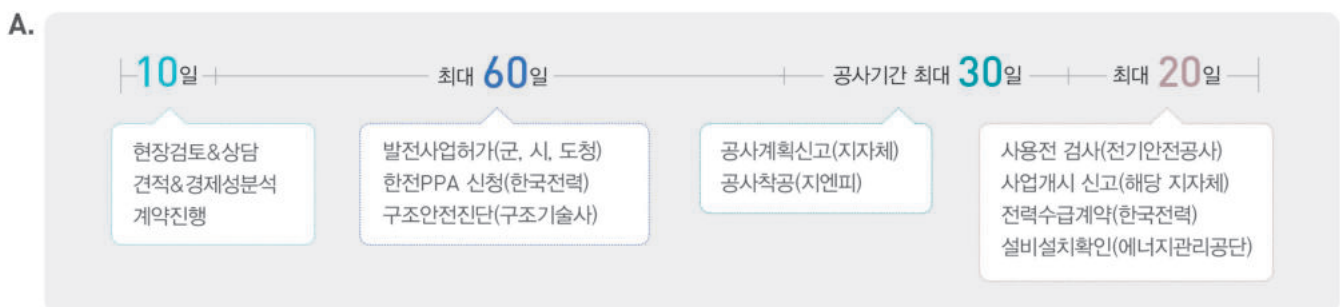 A.
10일 최대 60일 공사기간 최대 30일 최대 20일
현장검토&상담
견적&경제성분석
계약진행
발전사업허가(군, 시, 도청)
한전PPA 신청(한국전력)
구조안전진단(구조기술사)
공사계획신고(지자체)
공사착공(지엔피)
사용전 검사(전기안전공사)
사업개시 신고(해당 지자체)
전력수급계약(한국전력)
설비설치확인(에너지관리공단)